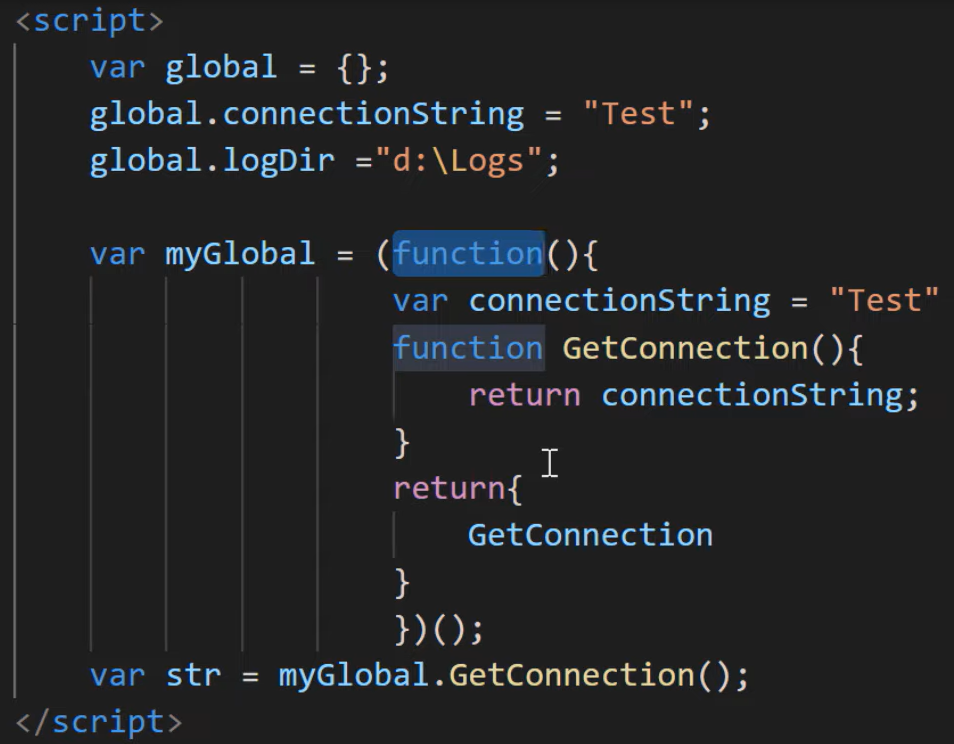 <script>
var global = {};
global.connectionString = "Test";
global.logDir ="d:\Logs";
var myGlobal = (function(){
var connectionString = "Test"
function GetConnection(){
return connectionString;
}
return{
GetConnection
}
})();
var str = myGlobal.GetConnection();
</script>